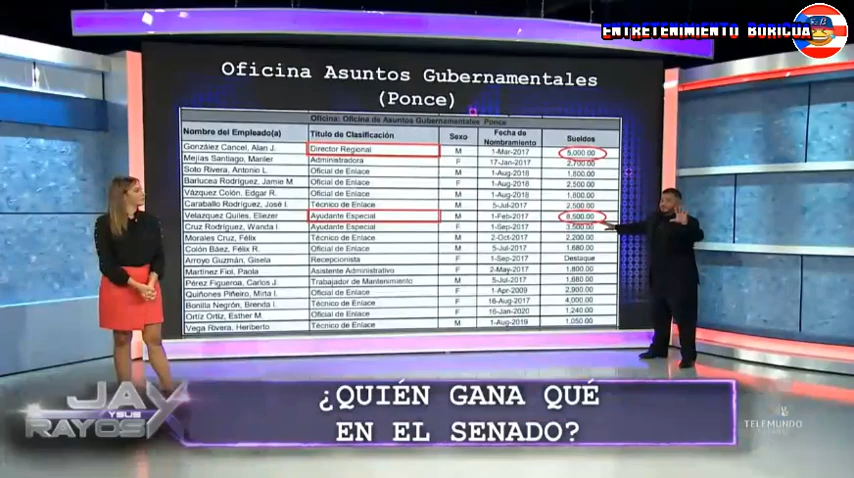 ENTRETENIMIENTO BORICUA
Oficina Asuntos Gubernamentales
(Ponce)
Oficina: Oficina de Asuntos Gubernamentales Ponce
Nombre del Empleado(a) Título de Clasificación Sexo Fecha de Nombramiento Sueldos
González Cancel, Alan J. Director Regional M 1-Mar-2017 5,000.00
Mejías Santiago, Marier Administradora F 17-Jan-2017 2,700.00
Soto Rivera, Antonio L. Oficial de Enlace M 1-Aug-2018 1,800.00
Barlucea Rodríguez, Jamie M Oficial de Enlace F 1-Aug-2018 2,500.00
Vázquez Colón, Edgar R. Oficial de Enlace M 1-Aug-2018 1,800.00
Caraballo Rodríguez, José I. Técnico de Enlace M 5-Jul-2017 2,500.00
Velazquez Quiles, Eliezer Ayudante Especial M 1-Feb-2017 8,500.00
Cruz Rodríguez, Wanda I. Ayudante Especial F 1-Sep-2017 3,500.00
Morales Cruz, Félix Técnico de Enlace M 2-Oct-2017 2,200.00
Colón Báez, Félix R. Oficial de Enlace M 5-Jul-2017 1,680.00
Arroyo Guzmán, Gisela Recepcionista F 1-Sep-2017 Destaque
Martínez Fiol, Paola Asistente Administrativo F 2-May-2017 1,800.00
Pérez Figueroa, Carlos J. Trabajador de Mantenimiento M 5-Jul-2017 1,680.00
Quiñones Piñeiro, Mirta I. Oficial de Enlace F 1-Apr-2009 2,900.00
Bonilla Negrón, Brenda I. Técnico de Enlace F 16-Aug-2017 4,000.00
Ortíz Ortiz, Esther M. Oficial de Enlace F 16-Jan-2020 1,240.00
Vega Rivera, Heriberto Técnico de Enlace M 1-Aug-2019 1,050.00
JAY
Y SUS
RAYOS X
¿QUIÉN GANA QUÉ
EN EL SENADO?
TELEMUNDO